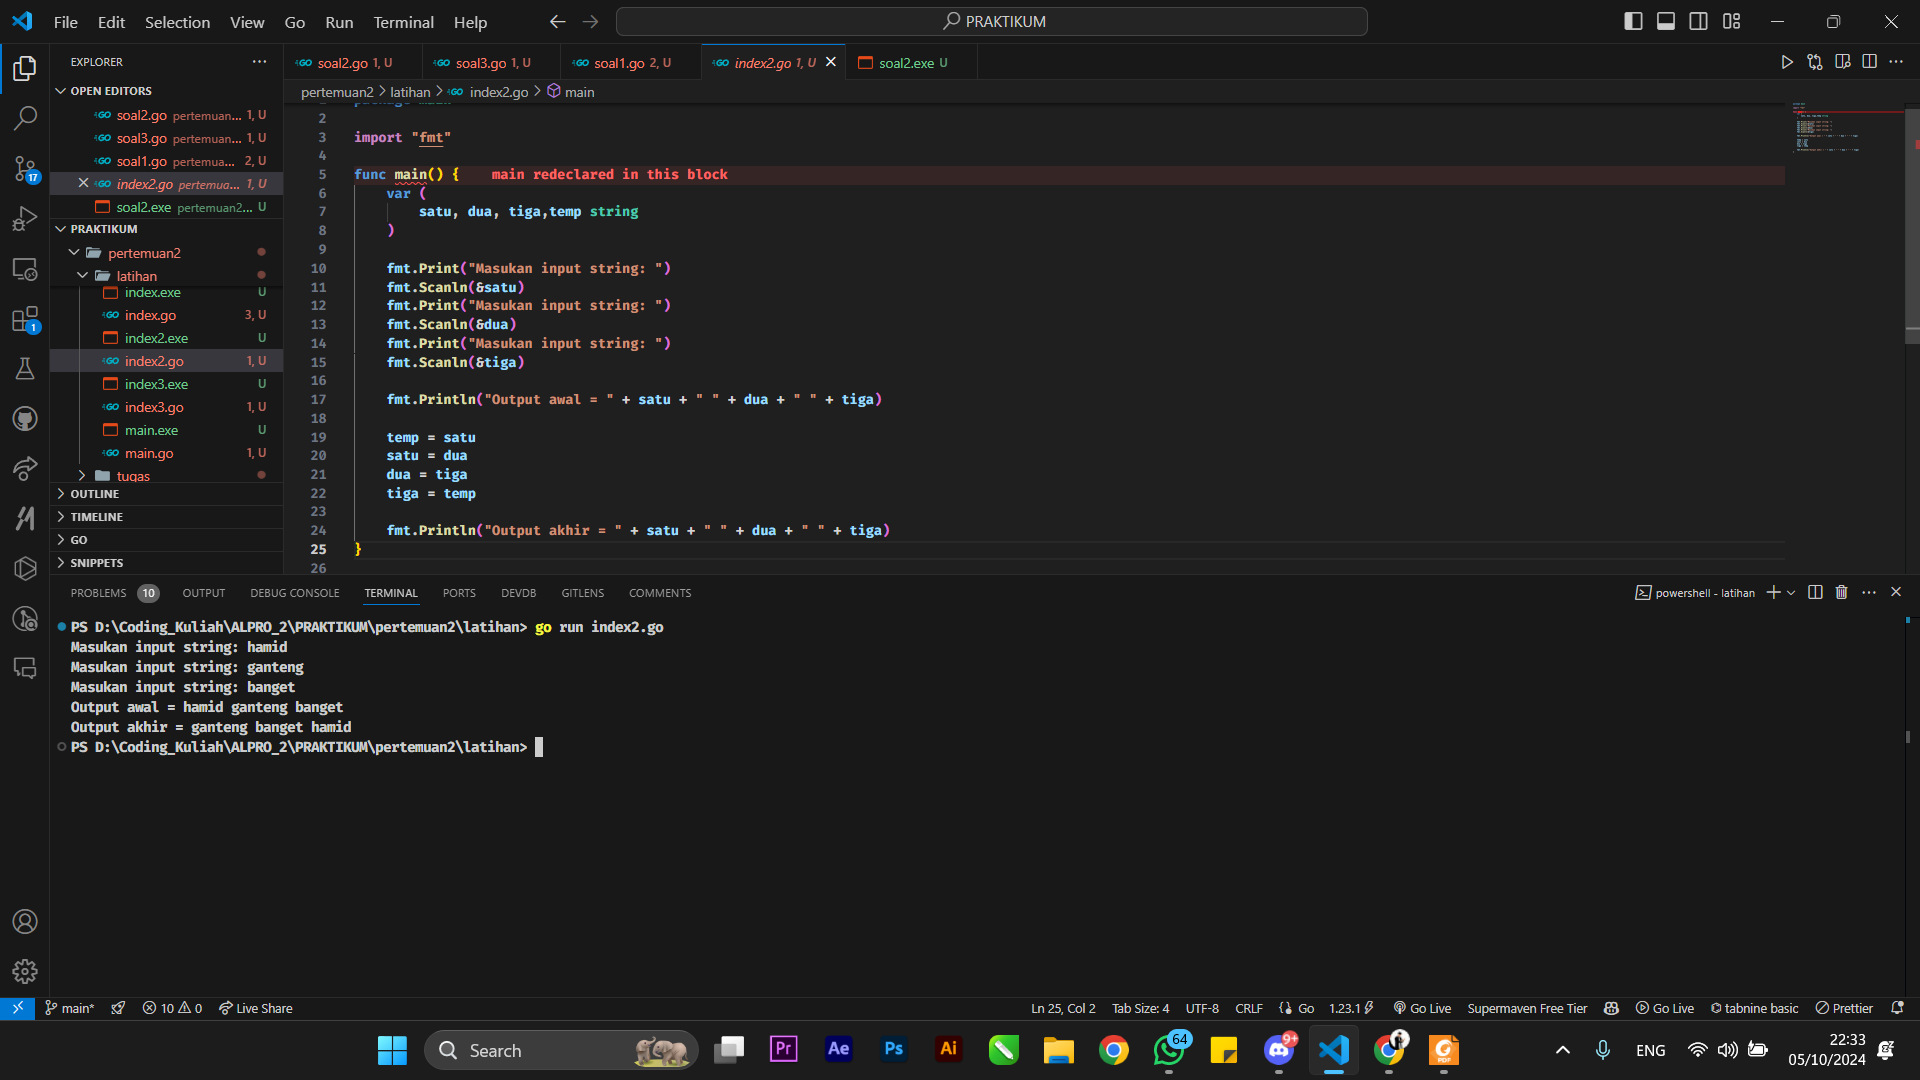 File Edit Selection View Go Run Terminal Help
PRAKTIKUM
EXPLORER
OPEN EDITORS
soal2.go pertemuan... 1, U
soal3.go pertemuan... 1, U
soal1.go pertemua... 2, U
index2.go pertemua... 1, U
soal2.exe pertemuan2... U
PRAKTIKUM
pertemuan2
latihan
index.exe U
index.go 3, U
index2.exe U
index2.go 1, U
index3.exe U
index3.go 1, U
main.exe U
main.go 1, U
tugas
OUTLINE
TIMELINE
GO
SNIPPETS
17
1
soal2.go 1, U soal3.go 1, U soal1.go 2, U index2.go 1, U soal2.exe U
pertemuan2 > latihan > index2.go > main
2
3 import "fmt"
4
5 func main() { main redeclared in this block
6 var (
7 satu, dua, tiga,temp string
8 )
9
10 fmt.Print("Masukan input string: ")
11 fmt.Scanln(&satu)
12 fmt.Print("Masukan input string: ")
13 fmt.Scanln(&dua)
14 fmt.Print("Masukan input string: ")
15 fmt.Scanln(&tiga)
16
17 fmt.Println("Output awal = " + satu + " " + dua + " " + tiga)
18
19 temp = satu
20 satu = dua
21 dua = tiga
22 tiga = temp
23
24 fmt.Println("Output akhir = " + satu + " " + dua + " " + tiga)
25 }
26
PROBLEMS 10 OUTPUT DEBUG CONSOLE TERMINAL PORTS DEVDB GITLENS COMMENTS
powershell - latihan
PS D:\Coding_Kuliah\ALPRO_2\PRAKTIKUM\pertemuan2\latihan> go run index2.go
Masukan input string: hamid
Masukan input string: ganteng
Masukan input string: banget
Output awal = hamid ganteng banget
Output akhir = ganteng banget hamid
PS D:\Coding_Kuliah\ALPRO_2\PRAKTIKUM\pertemuan2\latihan>
main* 10 0 Live Share
Ln 25, Col 2 Tab Size: 4 UTF-8 CRLF Go 1.23.1 Go Live Supermaven Free Tier Go Live tabnine basic Prettier
Search
Pr Ae Ps Ai 64 9+ PDF
ENG
22:33
05/10/2024